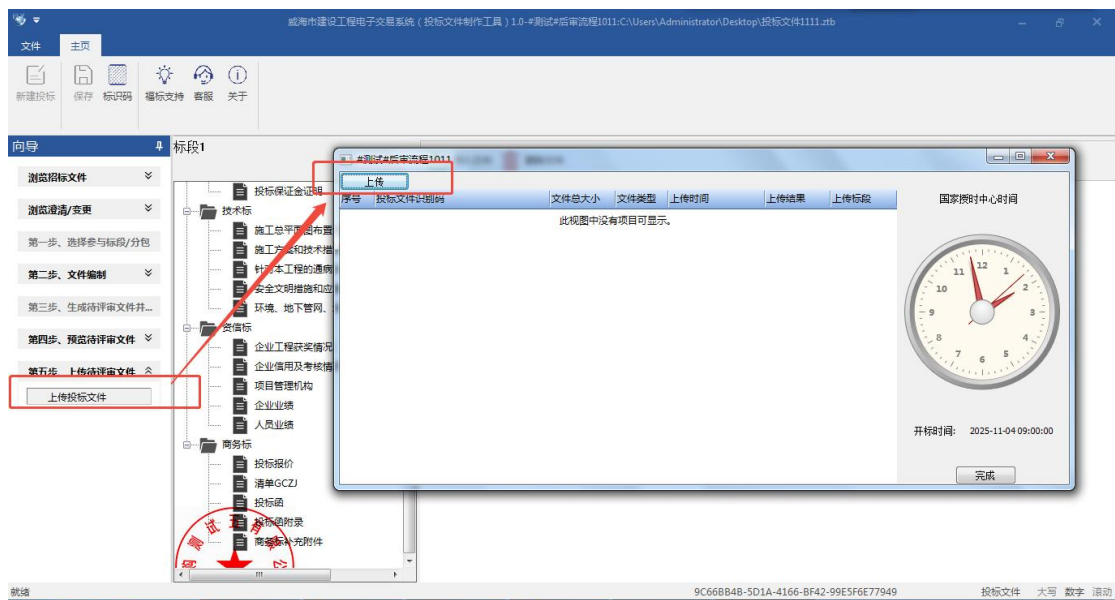 威海市建设工程电子交易系统（投标文件制作工具）1.0-#测试#后审流程1011:C:\Users\Administrator\Desktop\投标文件1111.ztb
文件 主页
新建投标 保存 标识码 福标支持 客服 关于
向导
浏览招标文件
浏览澄清/变更
第一步、选择参与标段/分包
第二步、文件编制
第三步、生成待评审文件并...
第四步、预览待评审文件
第五步、上传待评审文件
上传投标文件
标段1
投标保证金证明
技术标
施工总平面图布置
施工方案和技术措
针对本工程的通病
安全文明措施和应
环境、地下管网、
资信标
企业工程获奖情况
企业信用及考核情
项目管理机构
企业业绩
人员业绩
商务标
投标报价
清单GCZJ
投标函
投标函附录
商务标补充附件
#测试#后审流程1011
上传
序号 投标文件识别码 文件总大小 文件类型 上传时间 上传结果 上传标段
此视图中没有项目可显示。
国家授时中心时间
12
1
2
3
4
5
6
7
8
9
10
11
开标时间: 2025-11-04 09:00:00
完成
就绪 9C66BB4B-5D1A-4166-BF42-99E5F6E77949 投标文件 大写 数字 滚动